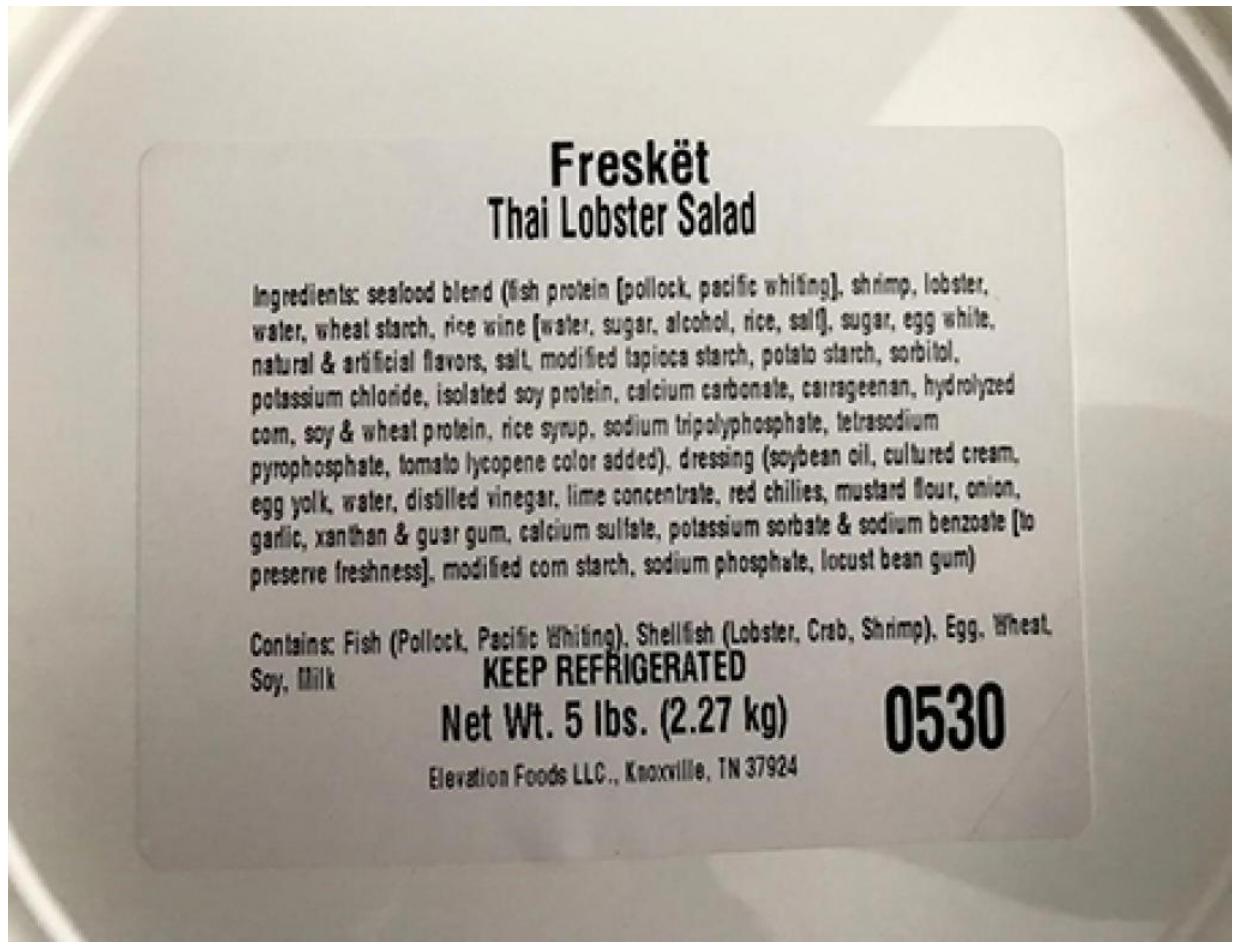 Freskët
Thai Lobster Salad
Ingredients: seafood blend (fish protein [pollock, pacific whiting], shrimp, lobster,
water, wheat starch, rice wine [water, sugar, alcohol, rice, salt], sugar, egg white,
natural & artificial flavors, salt, modified tapioca starch, potato starch, sorbitol,
potassium chloride, isolated soy protein, calcium carbonate, carrageenan, hydrolyzed
corn, soy & wheat protein, rice syrup, sodium tripolyphosphate, tetrasodium
pyrophosphate, tomato lycopene color added), dressing (soybean oil, cultured cream,
egg yolk, water, distilled vinegar, lime concentrate, red chilies, mustard flour, onion,
garlic, xanthan & guar gum, calcium sulfate, potassium sorbate & sodium benzoate [to
preserve freshness], modified corn starch, sodium phosphate, locust bean gum)
Contains: Fish (Pollock, Pacific Whiting), Shellfish (Lobster, Crab, Shrimp), Egg, Wheat,
Soy, Milk
KEEP REFRIGERATED
Net Wt. 5 lbs. (2.27 kg)
0530
Elevation Foods LLC., Knoxville, TN 37924